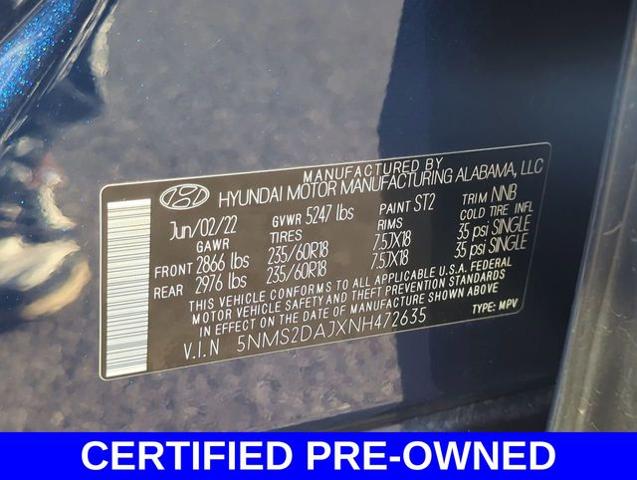 MANUFACTURED BY
HYUNDAI MOTOR MANUFACTURING ALABAMA, LLC
Jun/02/22 GVWR 5247 lbs PAINT ST2 TRIM NNB
GAWR TIRES RIMS COLD TIRE INFL
FRONT 2866 lbs 235/60R18 7.5JX18 35 psi SINGLE
REAR 2976 lbs 235/60R18 7.5JX18 35 psi SINGLE
THIS VEHICLE CONFORMS TO ALL APPLICABLE U.S.A. FEDERAL
MOTOR VEHICLE SAFETY AND THEFT BUMPER STANDARDS IN
EFFECT ON THE DATE OF MANUFACTURE SHOWN ABOVE.
V.I.N 5NMS2DAJXNH472635 TYPE: MPV
CERTIFIED PRE-OWNED